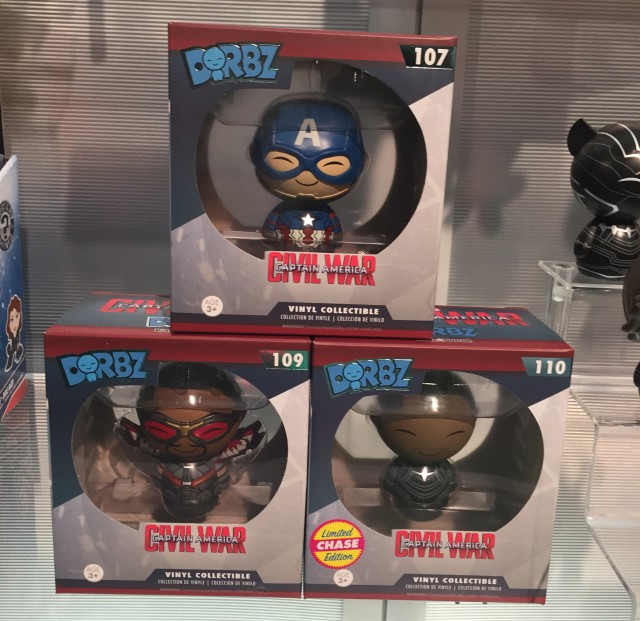 DORBZ
107
A
CIVIL WAR
CAPTAIN AMERICA
AGE
3+
VINYL COLLECTIBLE
COLLECTION DE VINYLE | COLECCIÓN DE VINILO
DORBZ
109
CIVIL WAR
CAPTAIN AMERICA
AGE
3+
VINYL COLLECTIBLE
COLLECTION DE VINYLE | COLECCIÓN DE VINILO
DORBZ
110
Limited
CHASE
Edition
CIVIL WAR
CAPTAIN AMERICA
AGE
3+
VINYL COLLECTIBLE
COLLECTION DE VINYLE | COLECCIÓN DE VINILO